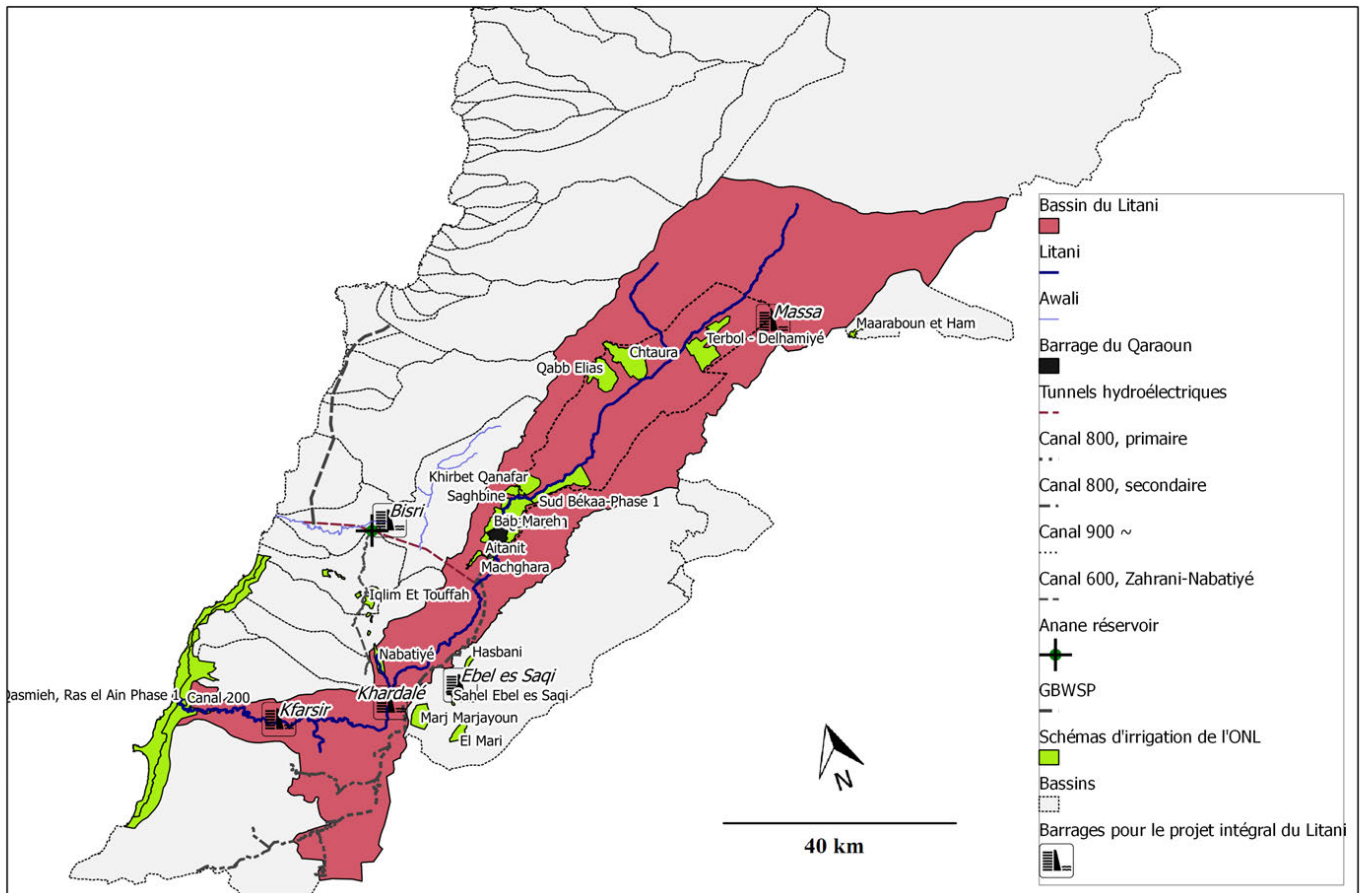 Massa
Maaraboun et Ham
Terbol - Delhamiyé
Chtaura
Qabb Elias
Khirbet Qanafar
Saghbine
Sud Békaa-Phase 1
Bisri
Bab Mareh
Aitanit
Machghara
Iqlim Et Touffah
Nabatiyé
Hasbani
Ebel es Saqi
Sahel Ebel es Saqi
Khardalé
Qasmieh, Ras el Ain Phase 1
Canal 200
Kfarsir
Marj Marjayoun
El Mari
N
40 km
Bassin du Litani
Litani
Awali
Barrage du Qaraoun
Tunnels hydroélectriques
Canal 800, primaire
Canal 800, secondaire
Canal 900 ~
Canal 600, Zahrani-Nabatiyé
Anane réservoir
GBWSP
Schémas d'irrigation de l'ONL
Bassins
Barrages pour le projet intégral du Litani